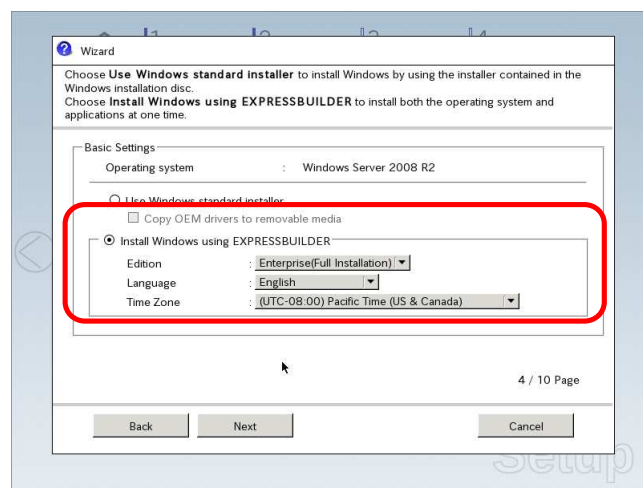 1 2 3 4
Wizard
Choose Use Windows standard installer to install Windows by using the installer contained in the
Windows installation disc.
Choose Install Windows using EXPRESSBUILDER to install both the operating system and
applications at one time.
Basic Settings
Operating system : Windows Server 2008 R2
Use Windows standard installer
Copy OEM drivers to removable media
Install Windows using EXPRESSBUILDER
Edition : Enterprise(Full Installation)
Language : English
Time Zone : (UTC-08:00) Pacific Time (US & Canada)
4 / 10 Page
Back Next Cancel
Setup